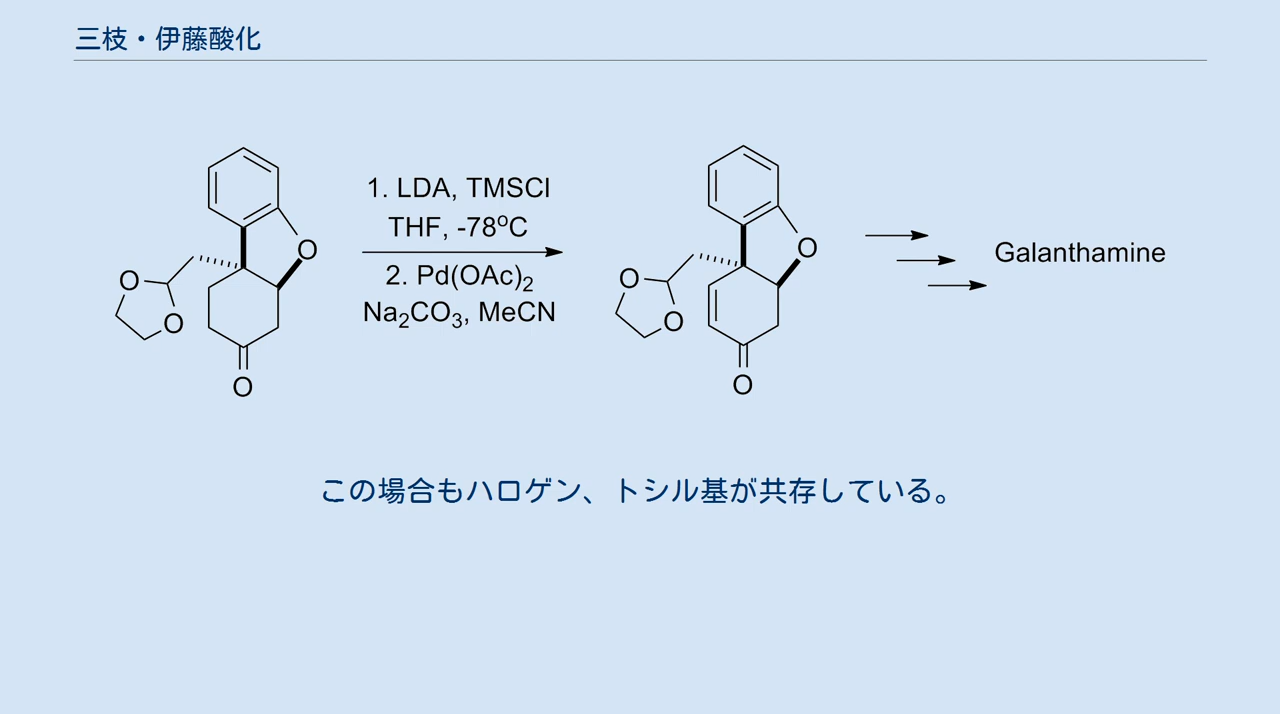 三枝・伊藤酸化
1. LDA, TMSCl
THF, -78ºC
2. Pd(OAc)₂
Na₂CO₃, MeCN
O
O
O
O
O
O
O
O
Galanthamine
この場合もハロゲン、トシル基が共存している。